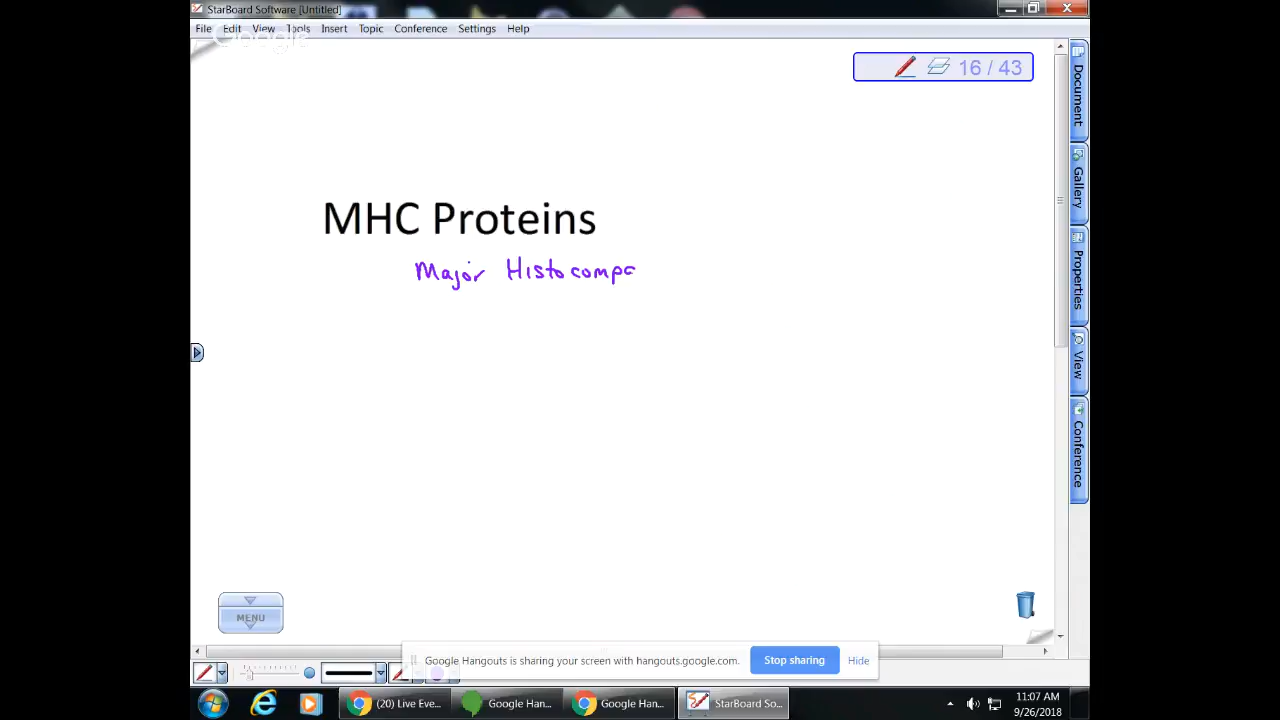 StarBoard Software [Untitled]
File Edit View Tools Insert Topic Conference Settings Help
Google
16 / 43
Document
Gallery
Properties
View
Conference
MHC Proteins
Major Histocompa
MENU
Google Hangouts is sharing your screen with hangouts.google.com. Stop sharing Hide
(20) Live Eve... Google Han... Google Han... StarBoard So...
11:07 AM
9/26/2018